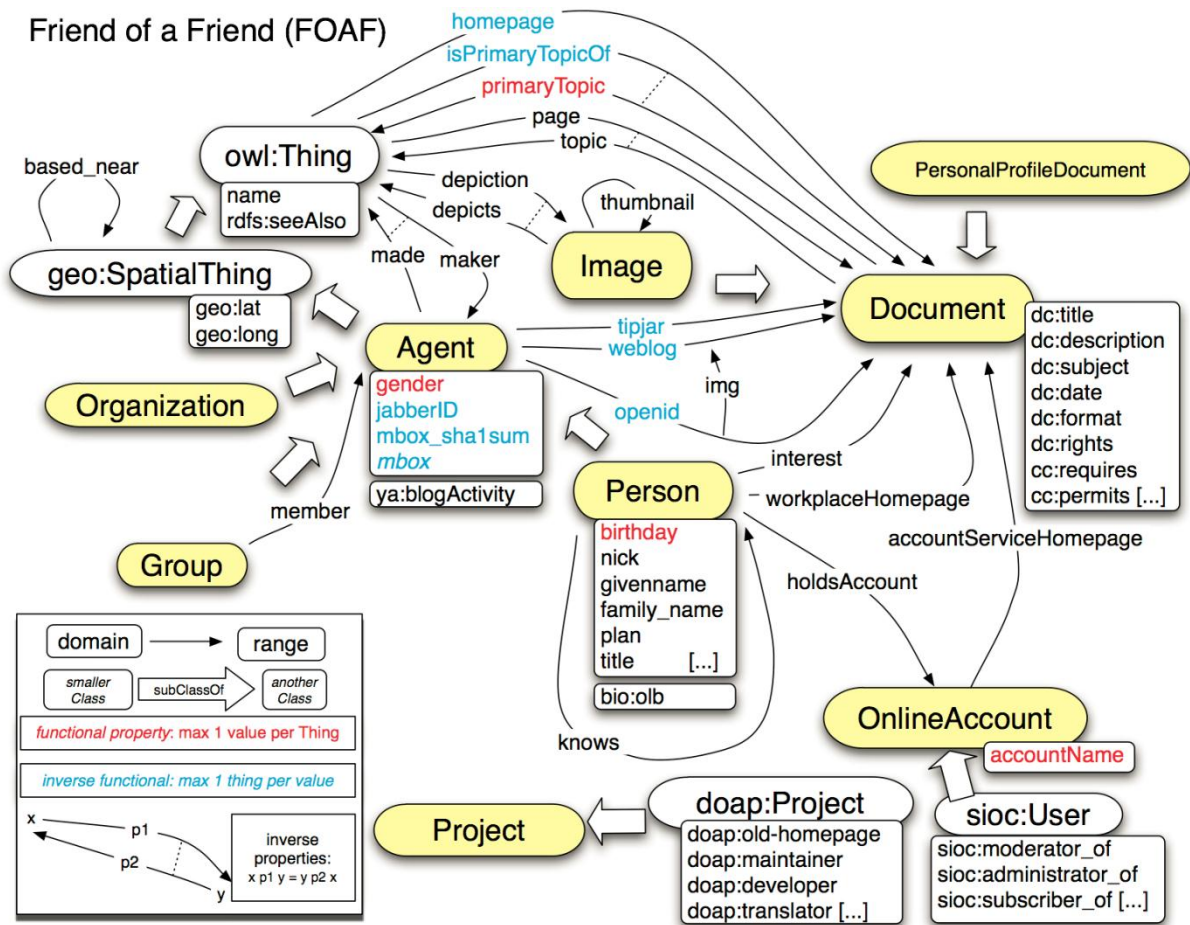 Friend of a Friend (FOAF)
homepage
isPrimaryTopicOf
primaryTopic
page
topic
owl:Thing
name
rdfs:seeAlso
based_near
depiction
depicts
thumbnail
PersonalProfileDocument
made
maker
Image
geo:SpatialThing
geo:lat
geo:long
Document
dc:title
dc:description
dc:subject
dc:date
dc:format
dc:rights
cc:requires
cc:permits [...]
tipjar
weblog
img
openid
Agent
gender
jabberID
mbox_sha1sum
mbox
ya:blogActivity
Organization
member
Group
interest
workplaceHomepage
accountServiceHomepage
holdsAccount
Person
birthday
nick
givenname
family_name
plan
title [...]
bio:olb
knows
OnlineAccount
accountName
Project
doap:Project
doap:old-homepage
doap:maintainer
doap:developer
doap:translator [...]
sioc:User
sioc:moderator_of
sioc:administrator_of
sioc:subscriber_of [...]
domain
range
smaller
Class
subClassOf
another
Class
functional property: max 1 value per Thing
inverse functional: max 1 thing per value
x
p1
p2
y
inverse
properties:
x p1 y = y p2 x